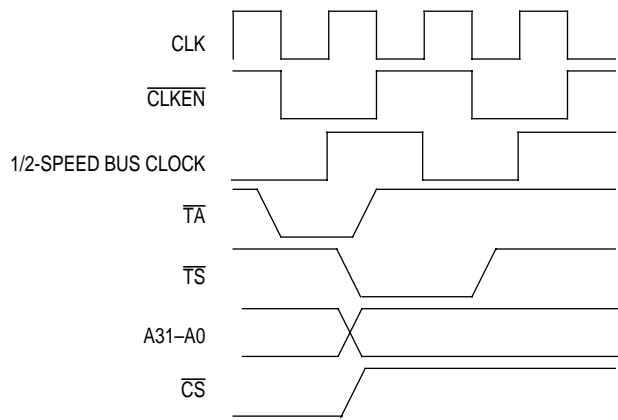 CLK
CLKEN
1/2-SPEED BUS CLOCK
TA
TS
A31–A0
CS